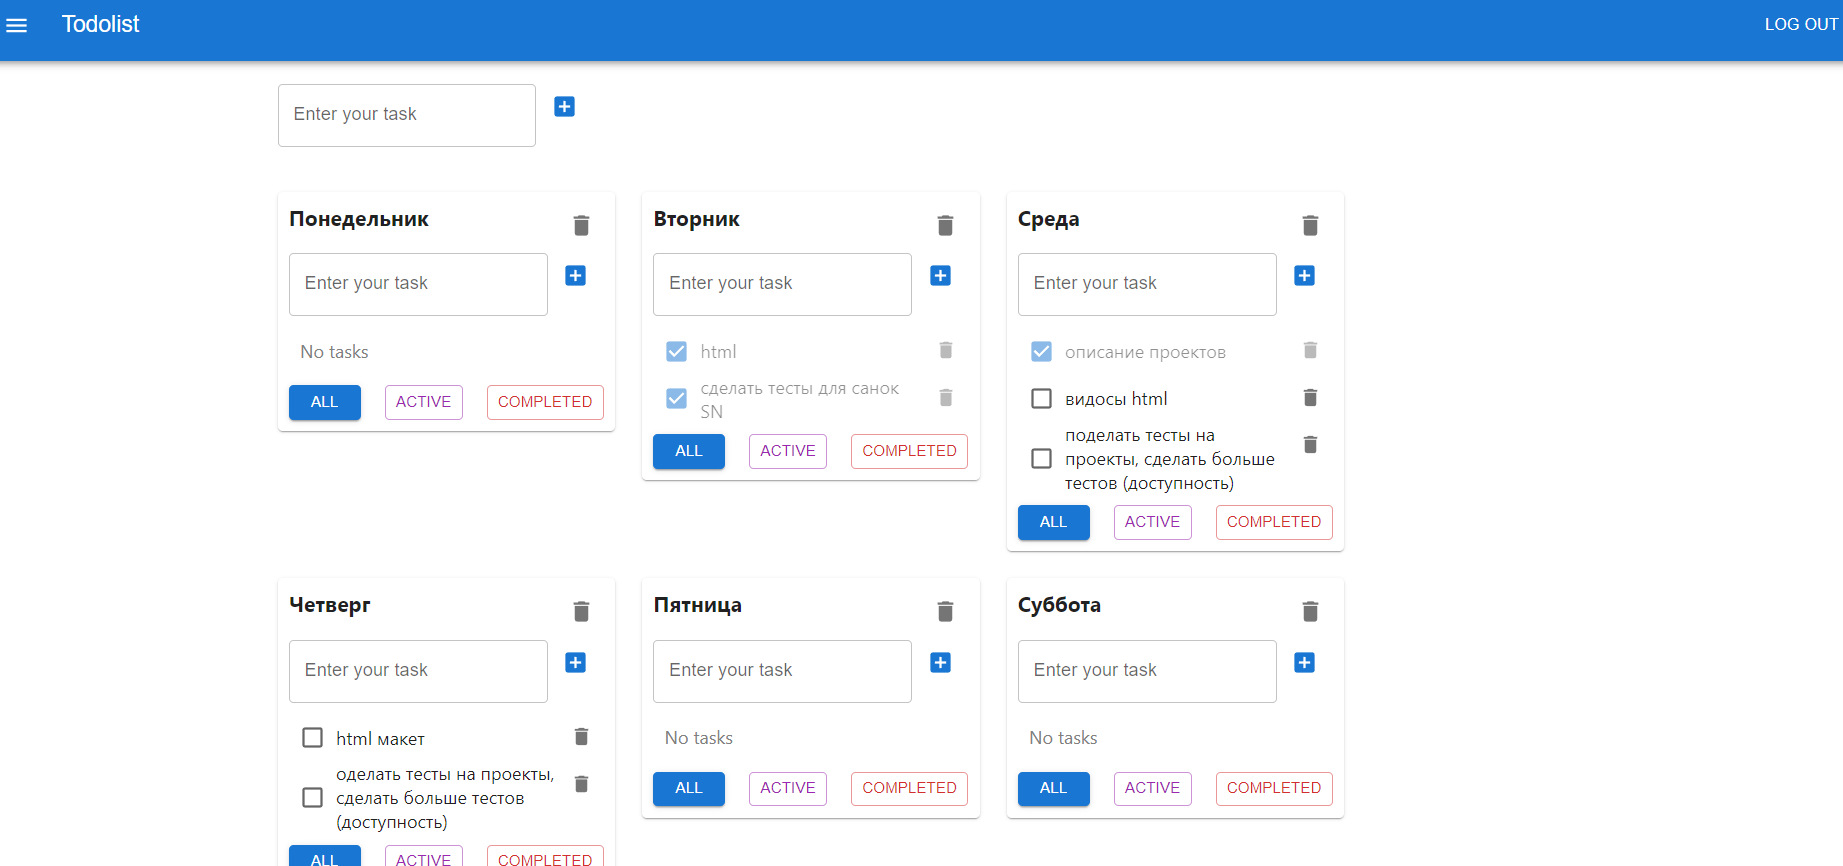 Todolist
LOG OUT
Enter your task
Понедельник
Enter your task
No tasks
ALL
ACTIVE
COMPLETED
Вторник
Enter your task
html
сделать тесты для санок
SN
ALL
ACTIVE
COMPLETED
Среда
Enter your task
описание проектов
видосы html
поделать тесты на
проекты, сделать больше
тестов (доступность)
ALL
ACTIVE
COMPLETED
Четверг
Enter your task
html макет
оделать тесты на проекты,
сделать больше тестов
(доступность)
ALL
ACTIVE
COMPLETED
Пятница
Enter your task
No tasks
ALL
ACTIVE
COMPLETED
Суббота
Enter your task
No tasks
ALL
ACTIVE
COMPLETED